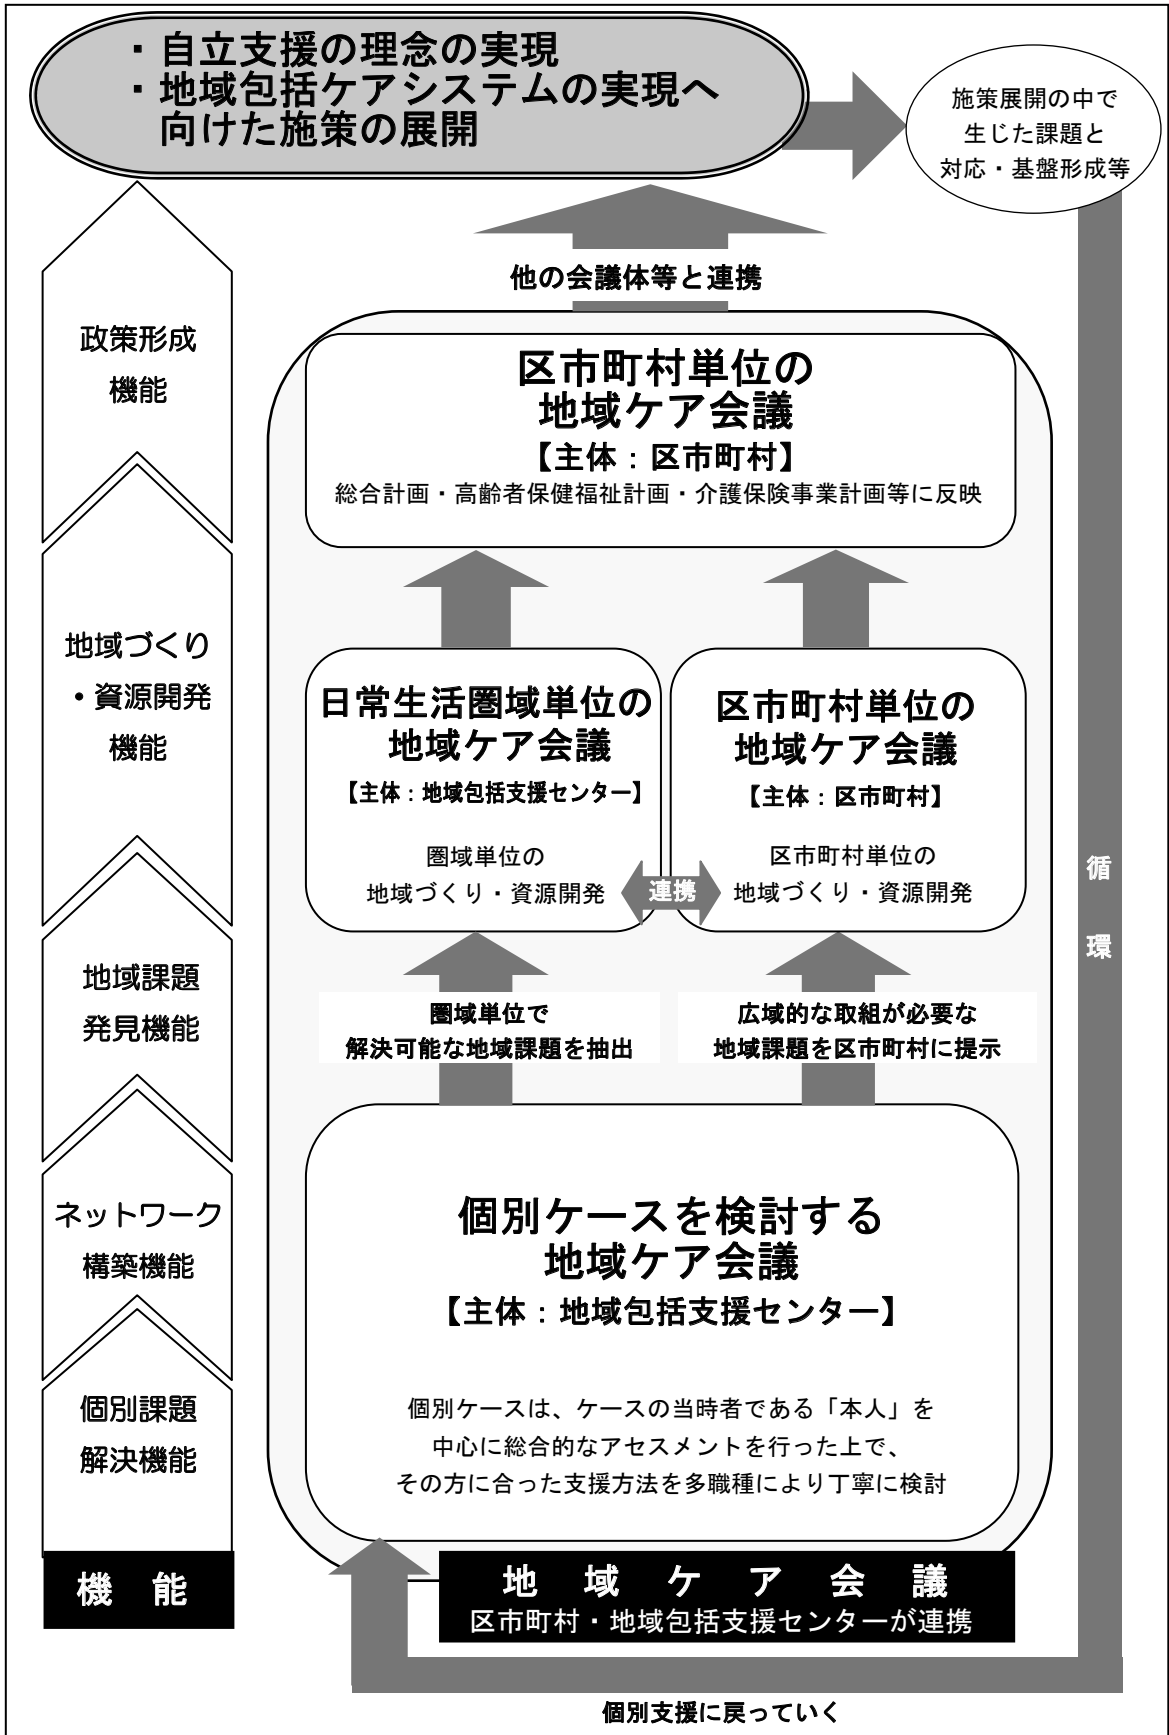 ・自立支援の理念の実現
・地域包括ケアシステムの実現へ
向けた施策の展開
施策展開の中で
生じた課題と
対応・基盤形成等
他の会議体等と連携
政策形成
機能
区市町村単位の
地域ケア会議
【主体：区市町村】
総合計画・高齢者保健福祉計画・介護保険事業計画等に反映
地域づくり
・資源開発
機能
日常生活圏域単位の
地域ケア会議
【主体：地域包括支援センター】
圏域単位の
地域づくり・資源開発
連携
区市町村単位の
地域ケア会議
【主体：区市町村】
区市町村単位の
地域づくり・資源開発
循
環
地域課題
発見機能
圏域単位で
解決可能な地域課題を抽出
広域的な取組が必要な
地域課題を区市町村に提示
ネットワーク
構築機能
個別ケースを検討する
地域ケア会議
【主体：地域包括支援センター】
個別課題
解決機能
個別ケースは、ケースの当時者である「本人」を
中心に総合的なアセスメントを行った上で、
その方に合った支援方法を多職種により丁寧に検討
機 能
地 域 ケ ア 会 議
区市町村・地域包括支援センターが連携
個別支援に戻っていく